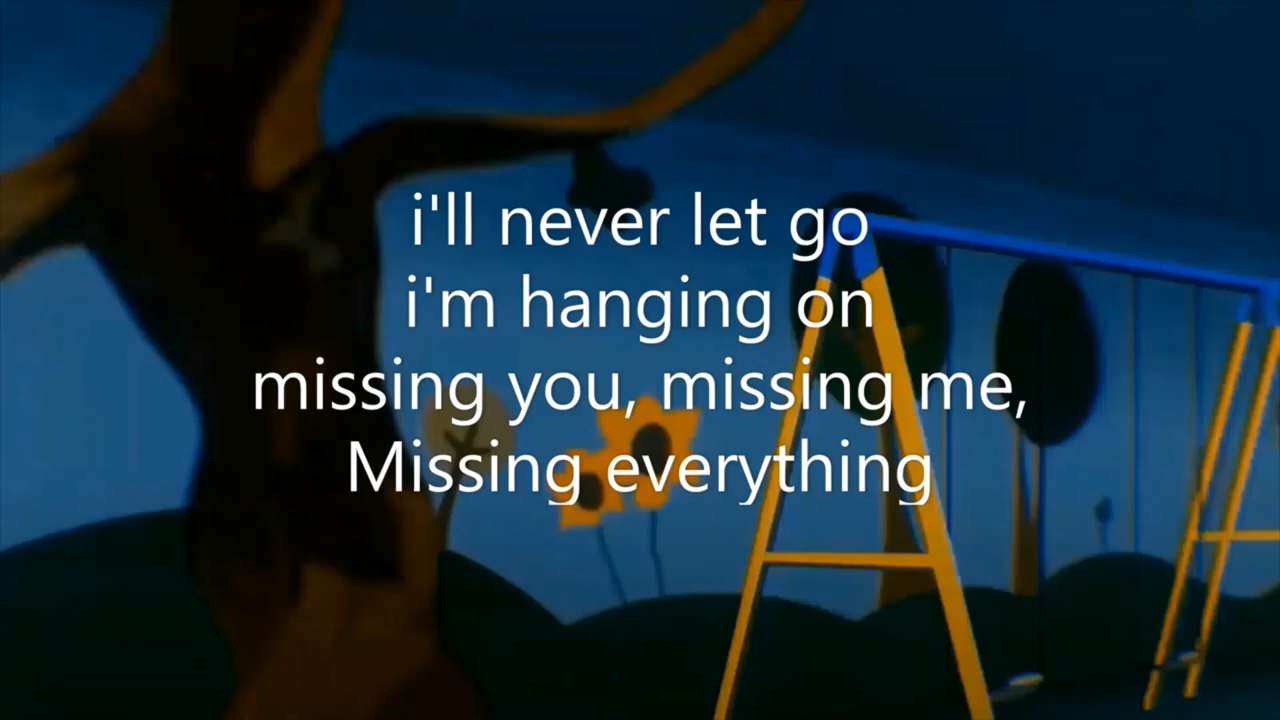 i'll never let go
i'm hanging on
missing you, missing me,
Missing everything